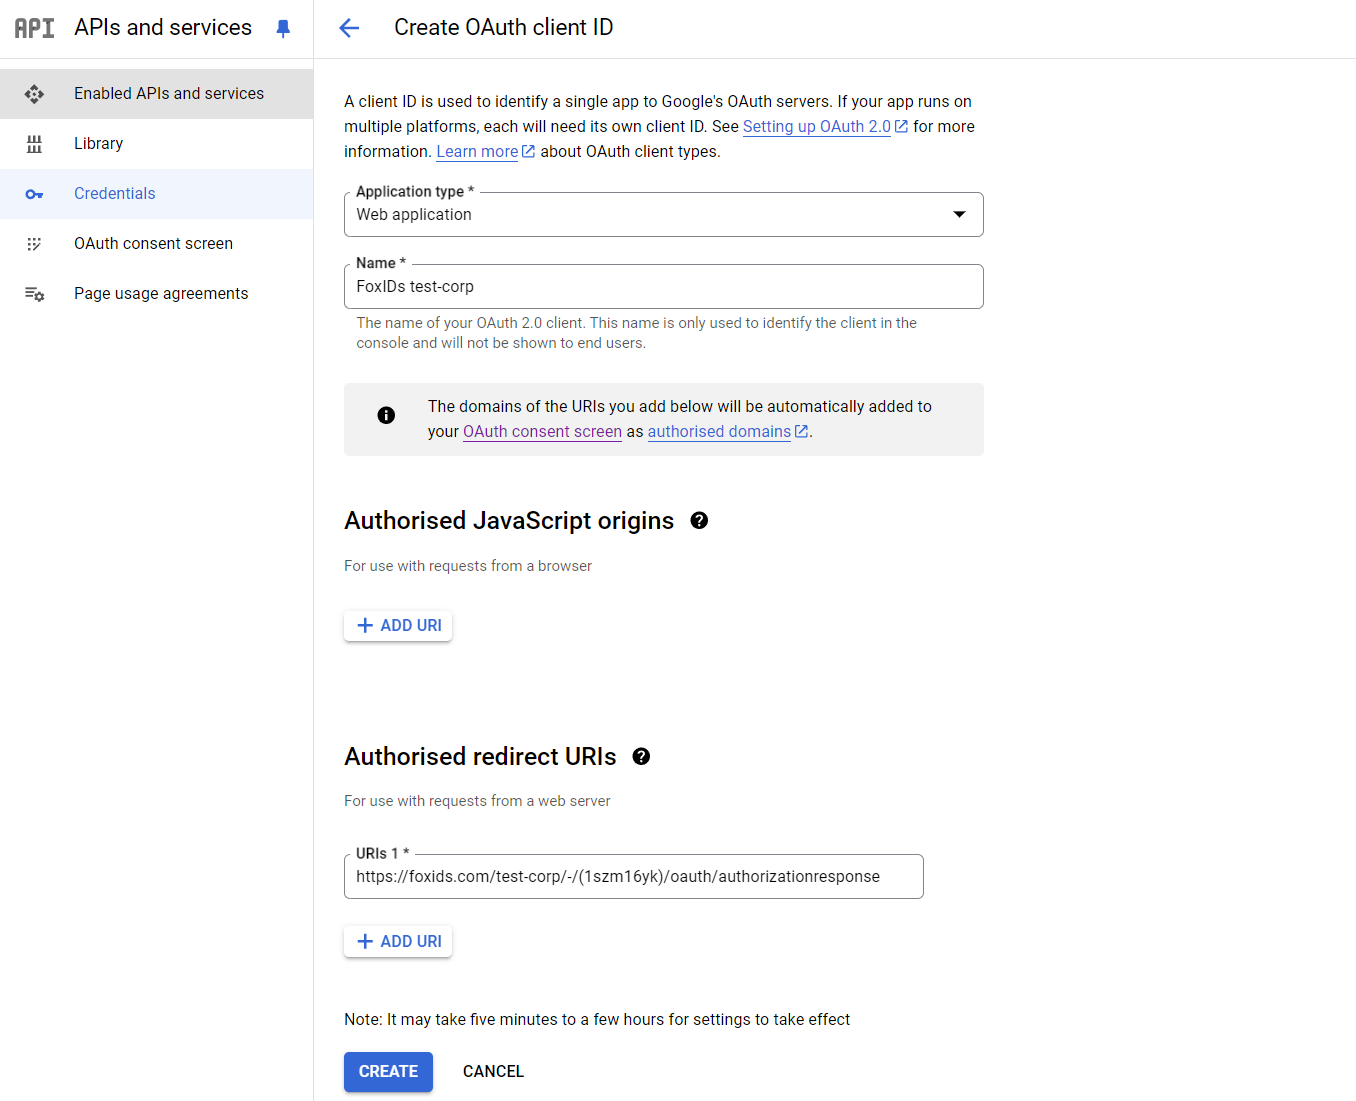 API APIs and services
Enabled APIs and services
Library
Credentials
OAuth consent screen
Page usage agreements
Create OAuth client ID
A client ID is used to identify a single app to Google's OAuth servers. If your app runs on
multiple platforms, each will need its own client ID. See Setting up OAuth 2.0 for more
information. Learn more about OAuth client types.
Application type *
Web application
Name *
FoxIDs test-corp
The name of your OAuth 2.0 client. This name is only used to identify the client in the
console and will not be shown to end users.
The domains of the URIs you add below will be automatically added to
your OAuth consent screen as authorised domains.
Authorised JavaScript origins
For use with requests from a browser
ADD URI
Authorised redirect URIs
For use with requests from a web server
URIs 1 *
https://foxids.com/test-corp/-/(1szm16yk)/oauth/authorizationresponse
ADD URI
Note: It may take five minutes to a few hours for settings to take effect
CREATE CANCEL